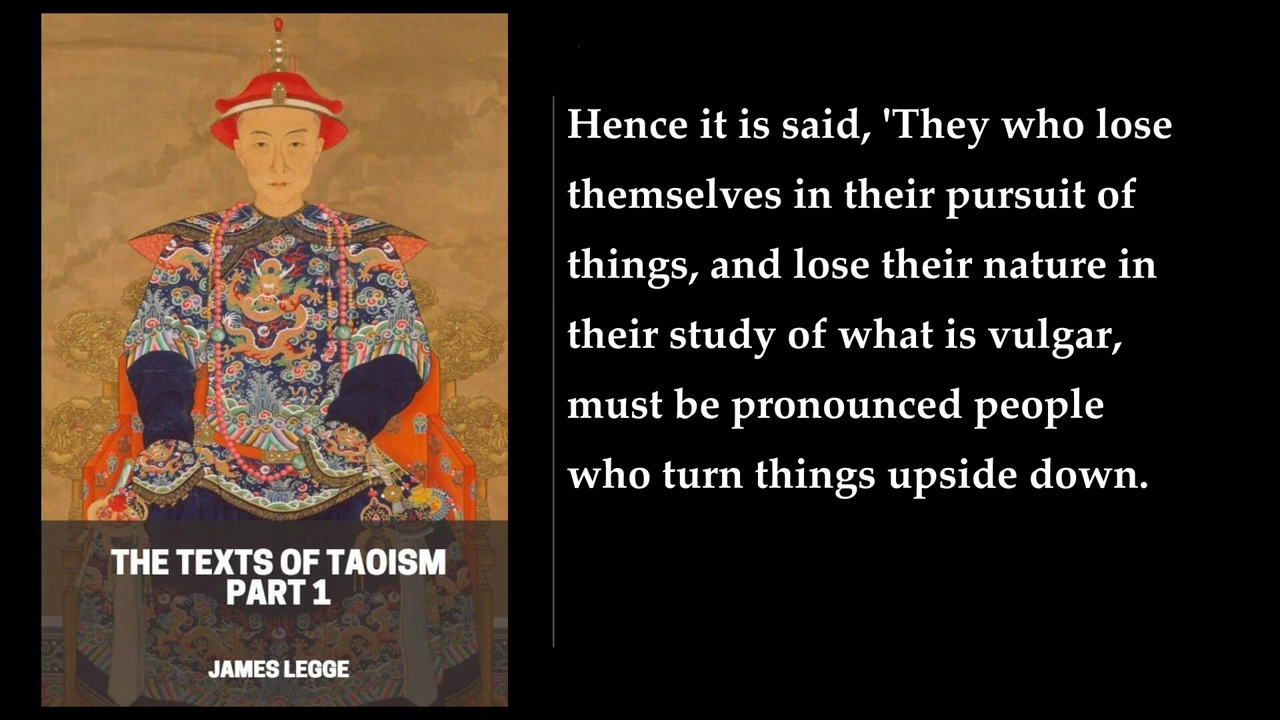 THE TEXTS OF TAOISM
PART 1
JAMES LEGGE
Hence it is said, 'They who lose
themselves in their pursuit of
things, and lose their nature in
their study of what is vulgar,
must be pronounced people
who turn things upside down.